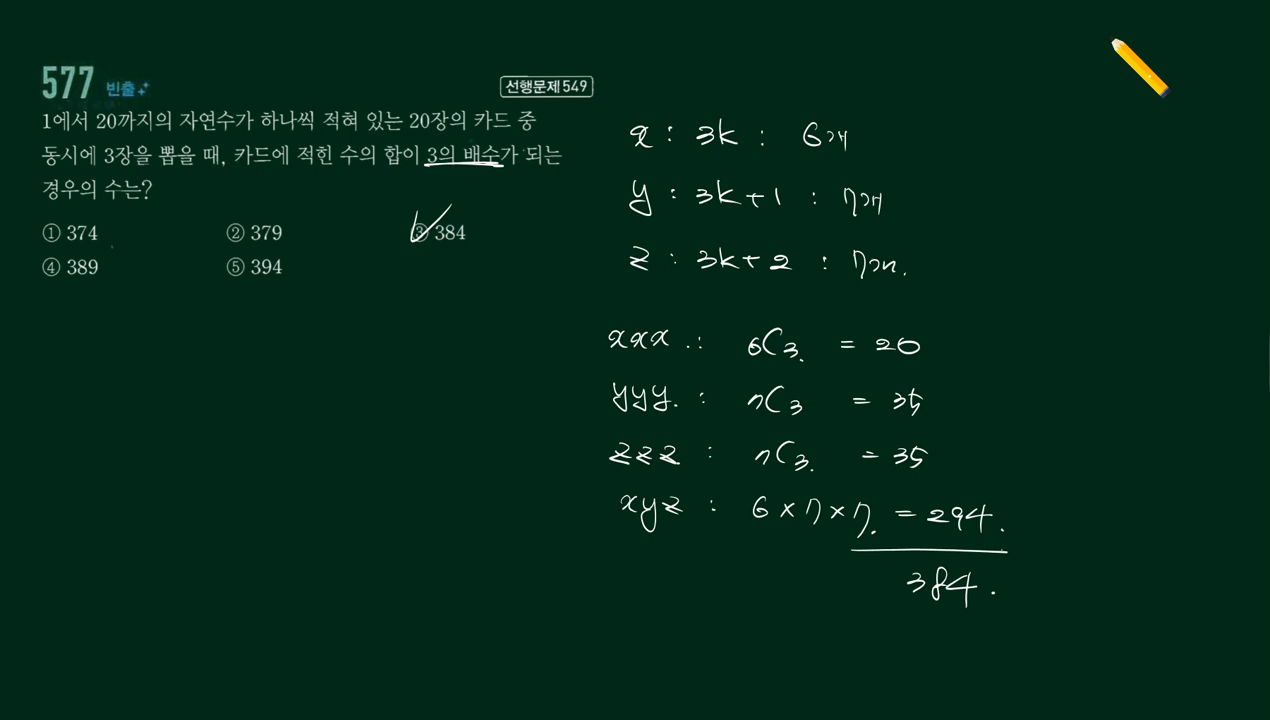 577 빈출
선행문제 549
1에서 20까지의 자연수가 하나씩 적혀 있는 20장의 카드 중
동시에 3장을 뽑을 때, 카드에 적힌 수의 합이 3의 배수가 되는
경우의 수는?
① 374 ② 379 ③ 384
④ 389 ⑤ 394
x : 3k : 6개
y : 3k+1 : 7개
z : 3k+2 : 7개.
xxx : 6C3. = 20
yyy. : 7C3 = 35
zzz : 7C3. = 35
xyz : 6×7×7. = 294.
384.